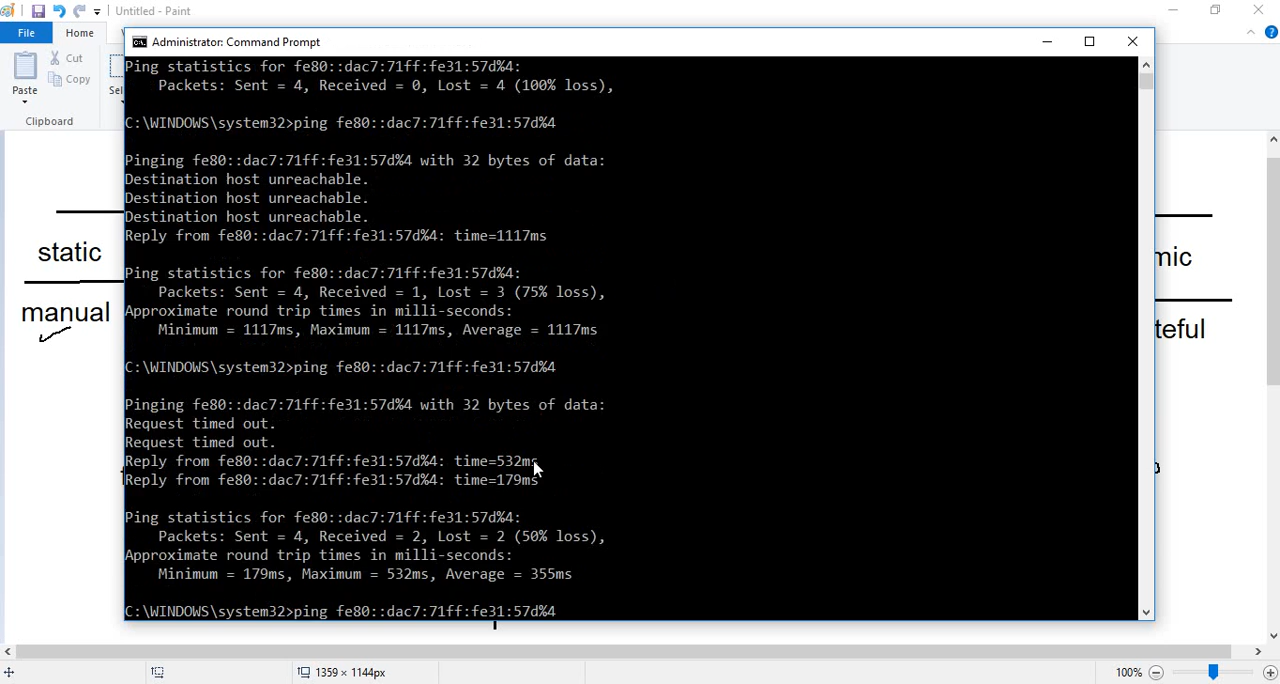 Untitled - Paint
File
Home
Paste
Cut
Copy
Sel
Clipboard
Administrator: Command Prompt
Ping statistics for fe80::dac7:71ff:fe31:57d%4:
Packets: Sent = 4, Received = 0, Lost = 4 (100% loss),
C:\WINDOWS\system32>ping fe80::dac7:71ff:fe31:57d%4
Pinging fe80::dac7:71ff:fe31:57d%4 with 32 bytes of data:
Destination host unreachable.
Destination host unreachable.
Destination host unreachable.
Reply from fe80::dac7:71ff:fe31:57d%4: time=1117ms
Ping statistics for fe80::dac7:71ff:fe31:57d%4:
Packets: Sent = 4, Received = 1, Lost = 3 (75% loss),
Approximate round trip times in milli-seconds:
Minimum = 1117ms, Maximum = 1117ms, Average = 1117ms
C:\WINDOWS\system32>ping fe80::dac7:71ff:fe31:57d%4
Pinging fe80::dac7:71ff:fe31:57d%4 with 32 bytes of data:
Request timed out.
Request timed out.
Reply from fe80::dac7:71ff:fe31:57d%4: time=532ms
Reply from fe80::dac7:71ff:fe31:57d%4: time=179ms
Ping statistics for fe80::dac7:71ff:fe31:57d%4:
Packets: Sent = 4, Received = 2, Lost = 2 (50% loss),
Approximate round trip times in milli-seconds:
Minimum = 179ms, Maximum = 532ms, Average = 355ms
C:\WINDOWS\system32>ping fe80::dac7:71ff:fe31:57d%4
static
manual
mic
teful
1359 × 1144px
100%